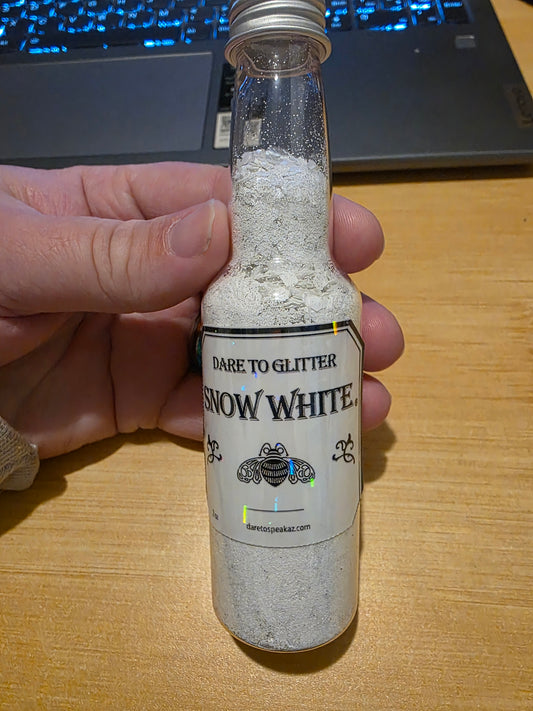 DARE TO GLITTER
SNOW WHITE
daretospeakaz.com